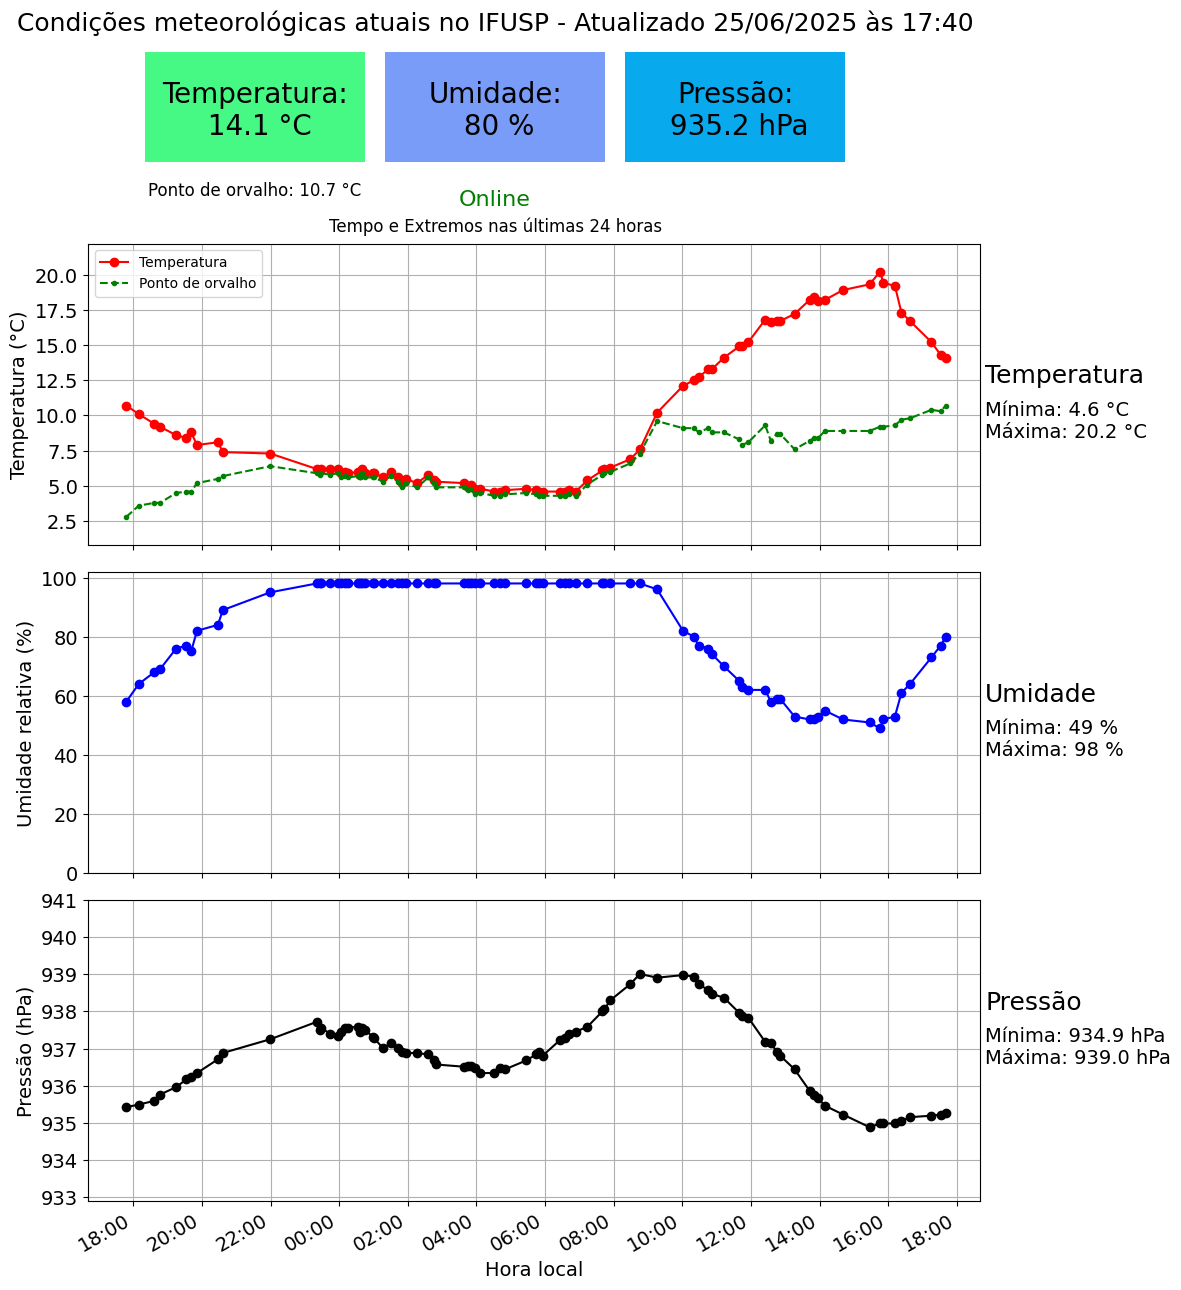 Condições meteorológicas atuais no IFUSP - Atualizado 25/06/2025 às 17:40
Temperatura:
14.1 °C
Umidade:
80 %
Pressão:
935.2 hPa
Ponto de orvalho: 10.7 °C
Online
Tempo e Extremos nas últimas 24 horas
Temperatura
Ponto de orvalho
Temperatura (°C)
20.0
17.5
15.0
12.5
10.0
7.5
5.0
2.5
Temperatura
Mínima: 4.6 °C
Máxima: 20.2 °C
Umidade relativa (%)
100
80
60
40
20
0
Umidade
Mínima: 49 %
Máxima: 98 %
Pressão (hPa)
941
940
939
938
937
936
935
934
933
Pressão
Mínima: 934.9 hPa
Máxima: 939.0 hPa
18:00 20:00 22:00 00:00 02:00 04:00 06:00 08:00 10:00 12:00 14:00 16:00 18:00
Hora local